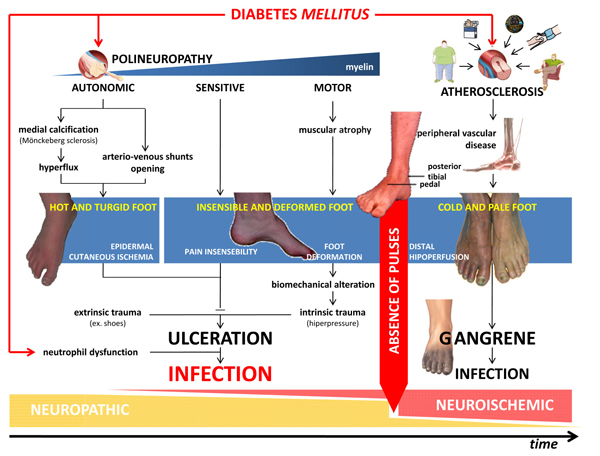 DIABETES MELLITUS
POLINEUROPATHY
myelin
AUTONOMIC
SENSITIVE
MOTOR
ATHEROSCLEROSIS
medial calcification
(Mönckeberg sclerosis)
hyperflux
arterio-venous shunts
opening
muscular atrophy
peripheral vascular
disease
posterior
tibial
pedal
HOT AND TURGID FOOT
INSENSIBLE AND DEFORMED FOOT
COLD AND PALE FOOT
EPIDERMAL
CUTANEOUS ISCHEMIA
PAIN INSENSEBILITY
FOOT
DEFORMATION
DISTAL
HIPOPERFUSION
ABSENCE OF PULSES
biomechanical alteration
extrinsic trauma
(ex. shoes)
intrinsic trauma
(hiperpressure)
ULCERATION
GANGRENE
neutrophil dysfunction
INFECTION
INFECTION
NEUROPATHIC
NEUROISCHEMIC
time